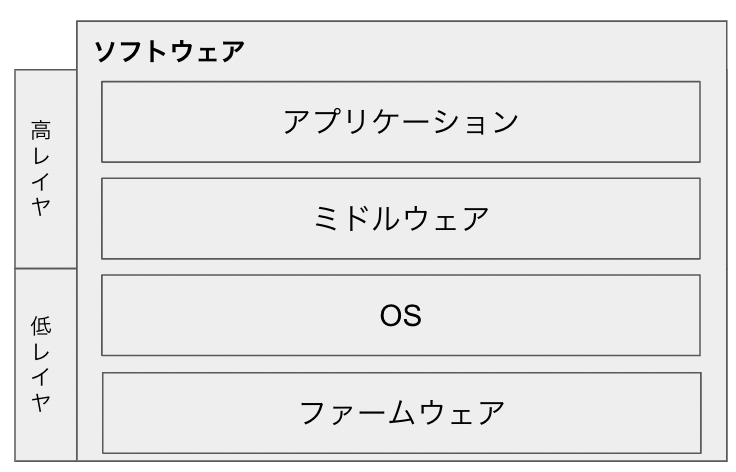 ソフトウェア
高レイヤ
アプリケーション
ミドルウェア
低レイヤ
OS
ファームウェア